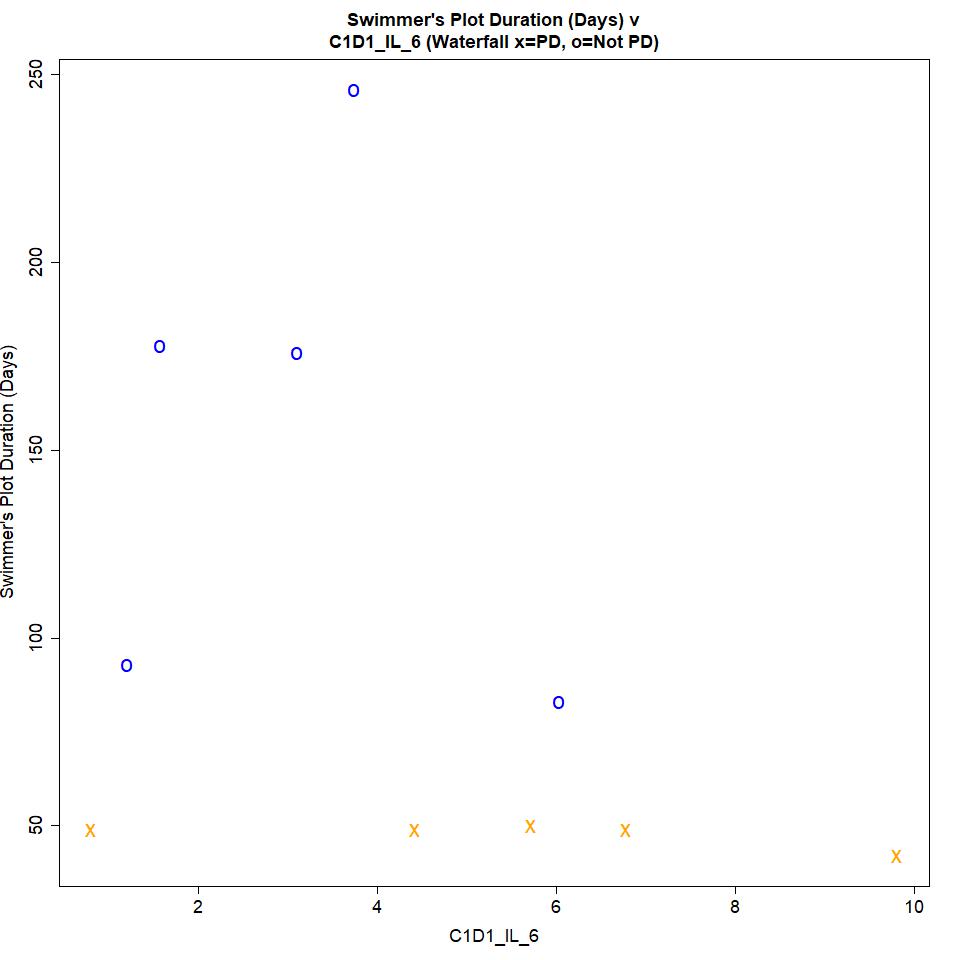 Swimmer's Plot Duration (Days) v
C1D1_IL_6 (Waterfall x=PD, o=Not PD)
Swimmer's Plot Duration (Days)
250
200
150
100
50
o
o
o
o
o
x
x
x
x
x
2
4
6
8
10
C1D1_IL_6